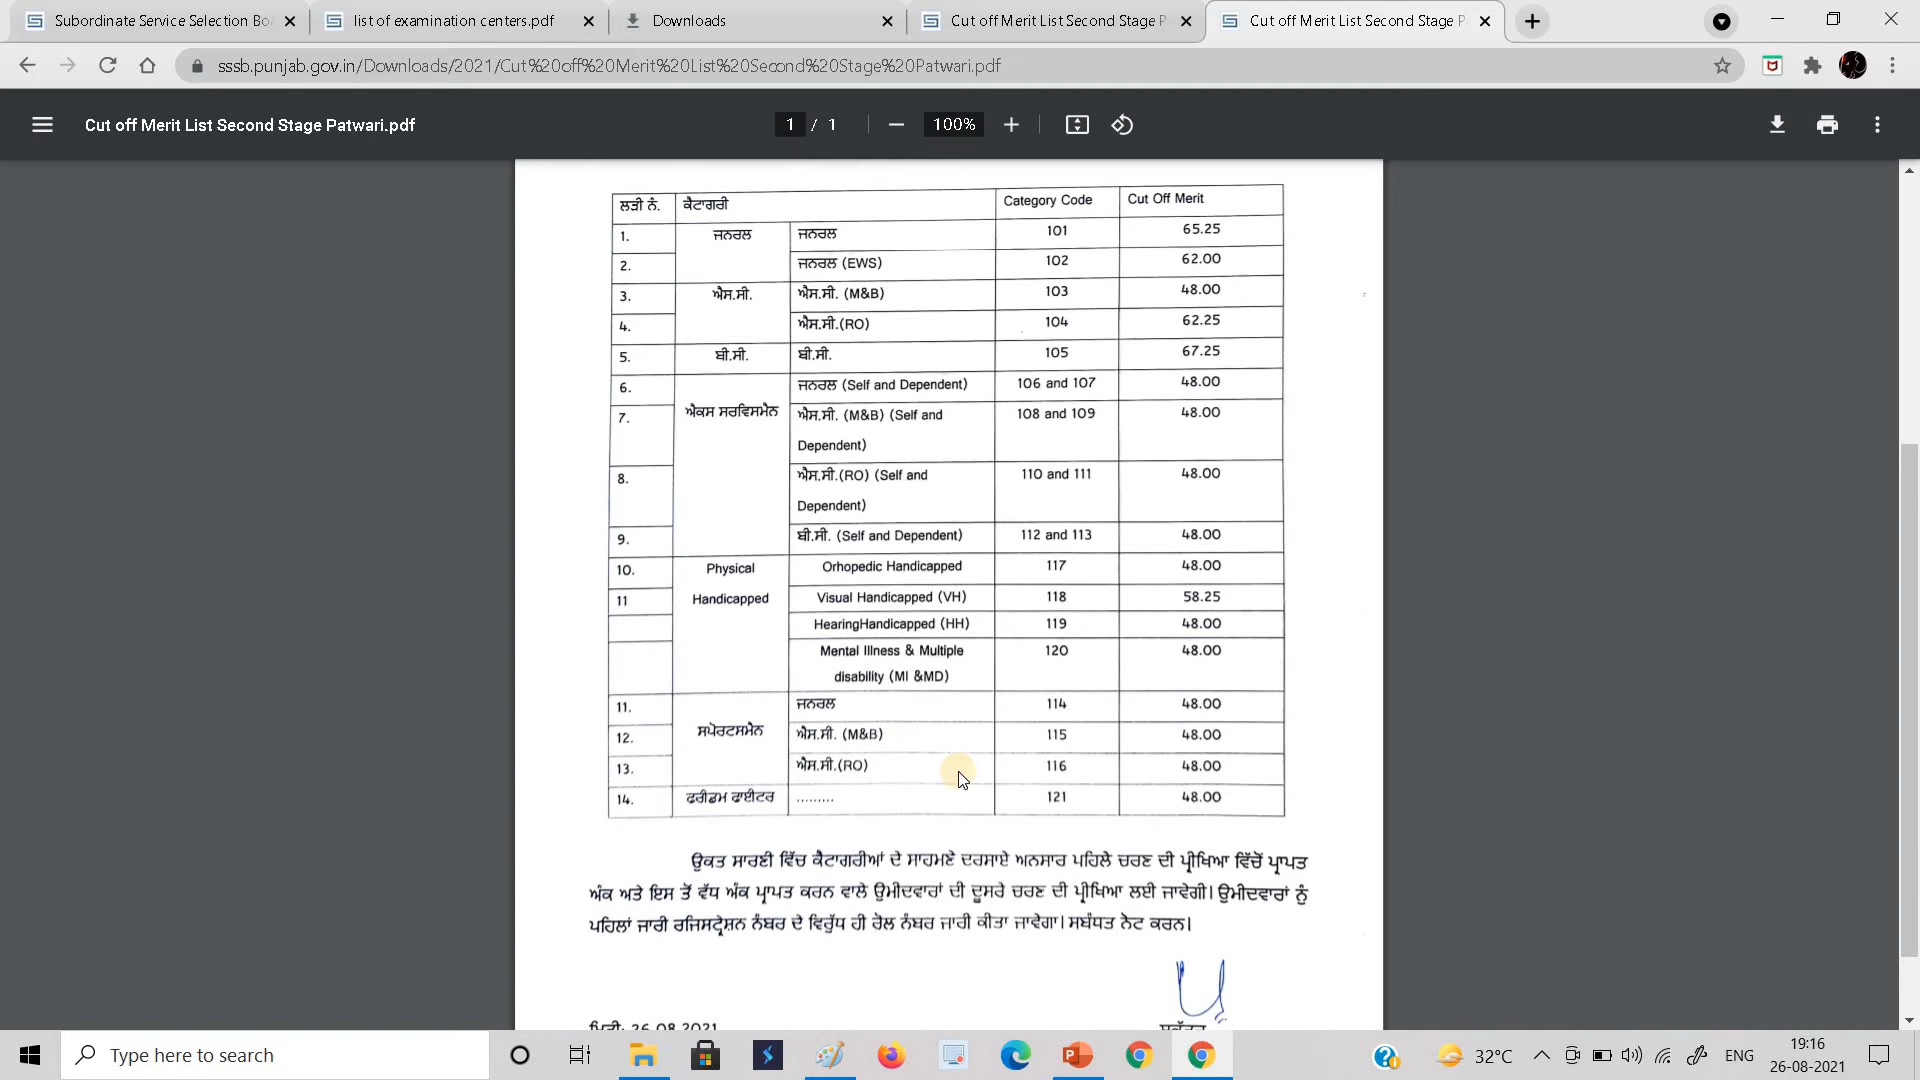 Subordinate Service Selection Bo
list of examination centers.pdf
Downloads
Cut off Merit List Second Stage P
Cut off Merit List Second Stage P
sssb.punjab.gov.in/Downloads/2021/Cut%20off%20Merit%20List%20Second%20Stage%20Patwari.pdf
Cut off Merit List Second Stage Patwari.pdf
1 / 1
100%
ਲੜੀ ਨੰ. ਕੈਟਾਗਰੀ Category Code Cut Off Merit
1. ਜਨਰਲ ਜਨਰਲ 101 65.25
2. ਜਨਰਲ (EWS) 102 62.00
3. ਐਸ.ਸੀ. ਐਸ.ਸੀ. (M&B) 103 48.00
4. ਐਸ.ਸੀ.(RO) 104 62.25
5. ਬੀ.ਸੀ. ਬੀ.ਸੀ. 105 67.25
6. ਜਨਰਲ (Self and Dependent) 106 and 107 48.00
7. ਐਕਸ ਸਰਵਿਸਮੈਨ ਐਸ.ਸੀ. (M&B) (Self and 108 and 109 48.00
Dependent)
8. ਐਸ.ਸੀ.(RO) (Self and 110 and 111 48.00
Dependent)
9. ਬੀ.ਸੀ. (Self and Dependent) 112 and 113 48.00
10. Physical Orhopedic Handicapped 117 48.00
11 Handicapped Visual Handicapped (VH) 118 58.25
HearingHandicapped (HH) 119 48.00
Mental Illness & Multiple 120 48.00
disability (MI &MD)
11. ਜਨਰਲ 114 48.00
12. ਸਪੋਰਟਸਮੈਨ ਐਸ.ਸੀ. (M&B) 115 48.00
13. ਐਸ.ਸੀ.(RO) 116 48.00
14. ਫਰੀਡਮ ਫਾਈਟਰ ......... 121 48.00
ਉਕਤ ਸਾਰਣੀ ਵਿੱਚ ਕੈਟਾਗਰੀਆਂ ਦੇ ਸਾਹਮਣੇ ਦਰਸਾਏ ਅਨਸਾਰ ਪਹਿਲੇ ਚਰਣ ਦੀ ਪ੍ਰੀਖਿਆ ਵਿੱਚੋਂ ਪ੍ਰਾਪਤ
ਅੰਕ ਅਤੇ ਇਸ ਤੋਂ ਵੱਧ ਅੰਕ ਪ੍ਰਾਪਤ ਕਰਨ ਵਾਲੇ ਉਮੀਦਵਾਰਾਂ ਦੀ ਦੂਸਰੇ ਚਰਣ ਦੀ ਪ੍ਰੀਖਿਆ ਲਈ ਜਾਵੇਗੀ। ਉਮੀਦਵਾਰਾਂ ਨੂੰ
ਪਹਿਲਾਂ ਜਾਰੀ ਰਜਿਸਟ੍ਰੇਸ਼ਨ ਨੰਬਰ ਦੇ ਵਿਰੁੱਧ ਹੀ ਰੋਲ ਨੰਬਰ ਜਾਰੀ ਕੀਤਾ ਜਾਵੇਗਾ। ਸਬੰਧਤ ਨੋਟ ਕਰਨ।
ਮਿਤੀ: 26.08.2021 ਸਕੱਤਰ
Type here to search
32°C
ENG
19:16
26-08-2021